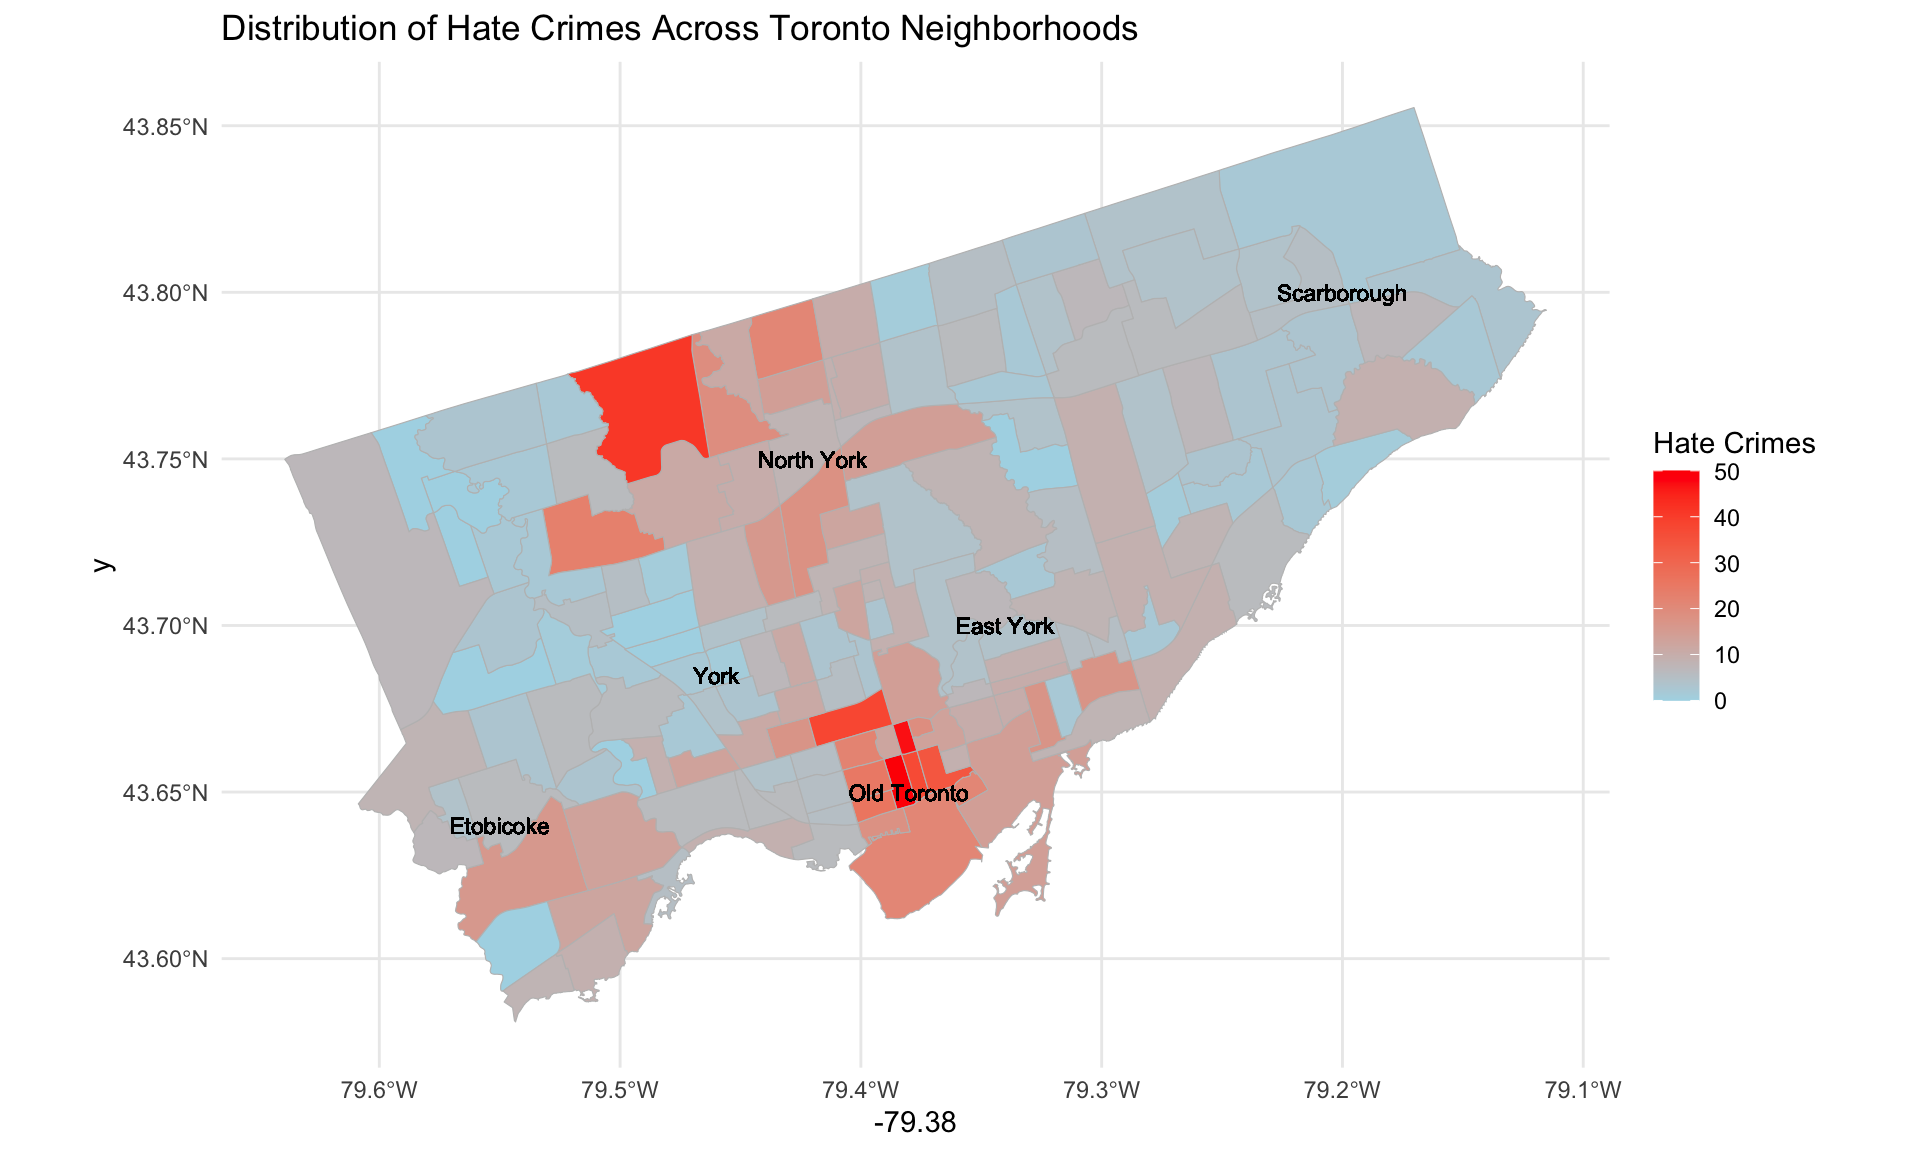 Distribution of Hate Crimes Across Toronto Neighborhoods
43.85°N
43.80°N
43.75°N
43.70°N
43.65°N
43.60°N
y
Scarborough
North York
East York
York
Old Toronto
Etobicoke
Hate Crimes
50
40
30
20
10
0
79.6°W
79.5°W
79.4°W
79.3°W
79.2°W
79.1°W
-79.38